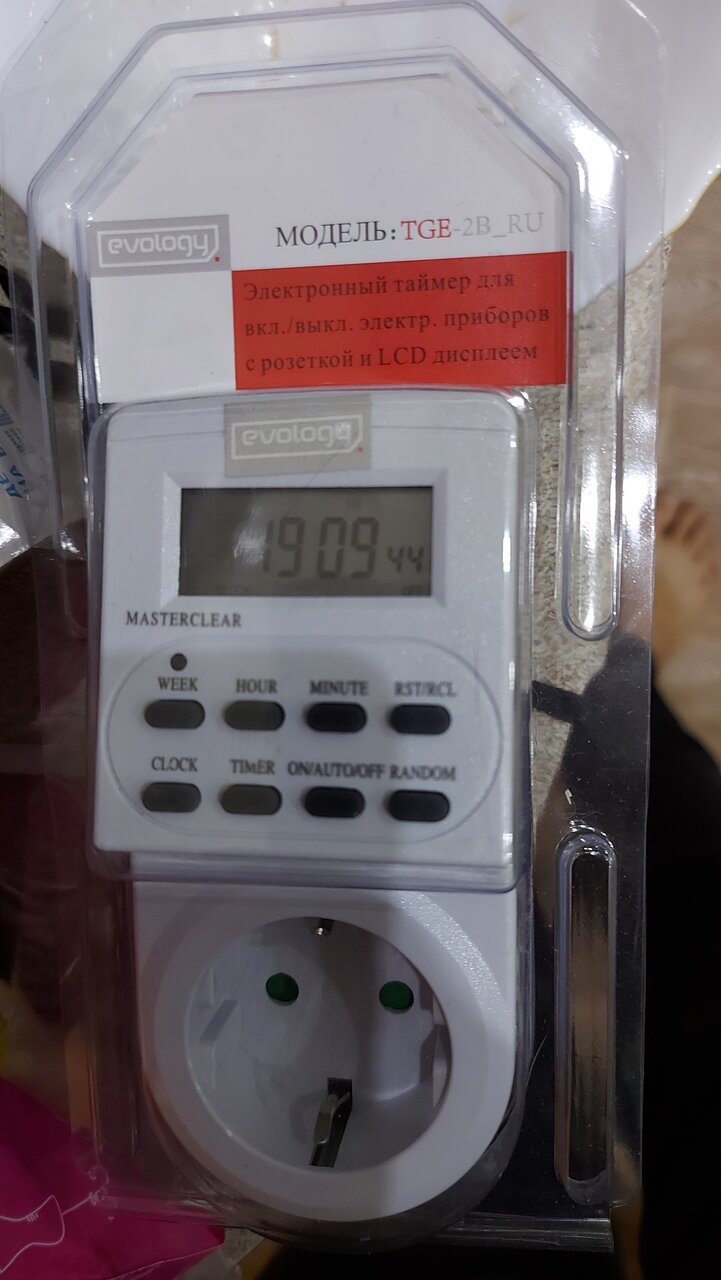 evology
МОДЕЛЬ: TGE-2B_RU
Электронный таймер для
вкл./выкл. электр. приборов
с розеткой и LCD дисплеем
evology
19 09 44
MASTERCLEAR
WEEK HOUR MINUTE RST/RCL
CLOCK TIMER ON/AUTO/OFF RANDOM